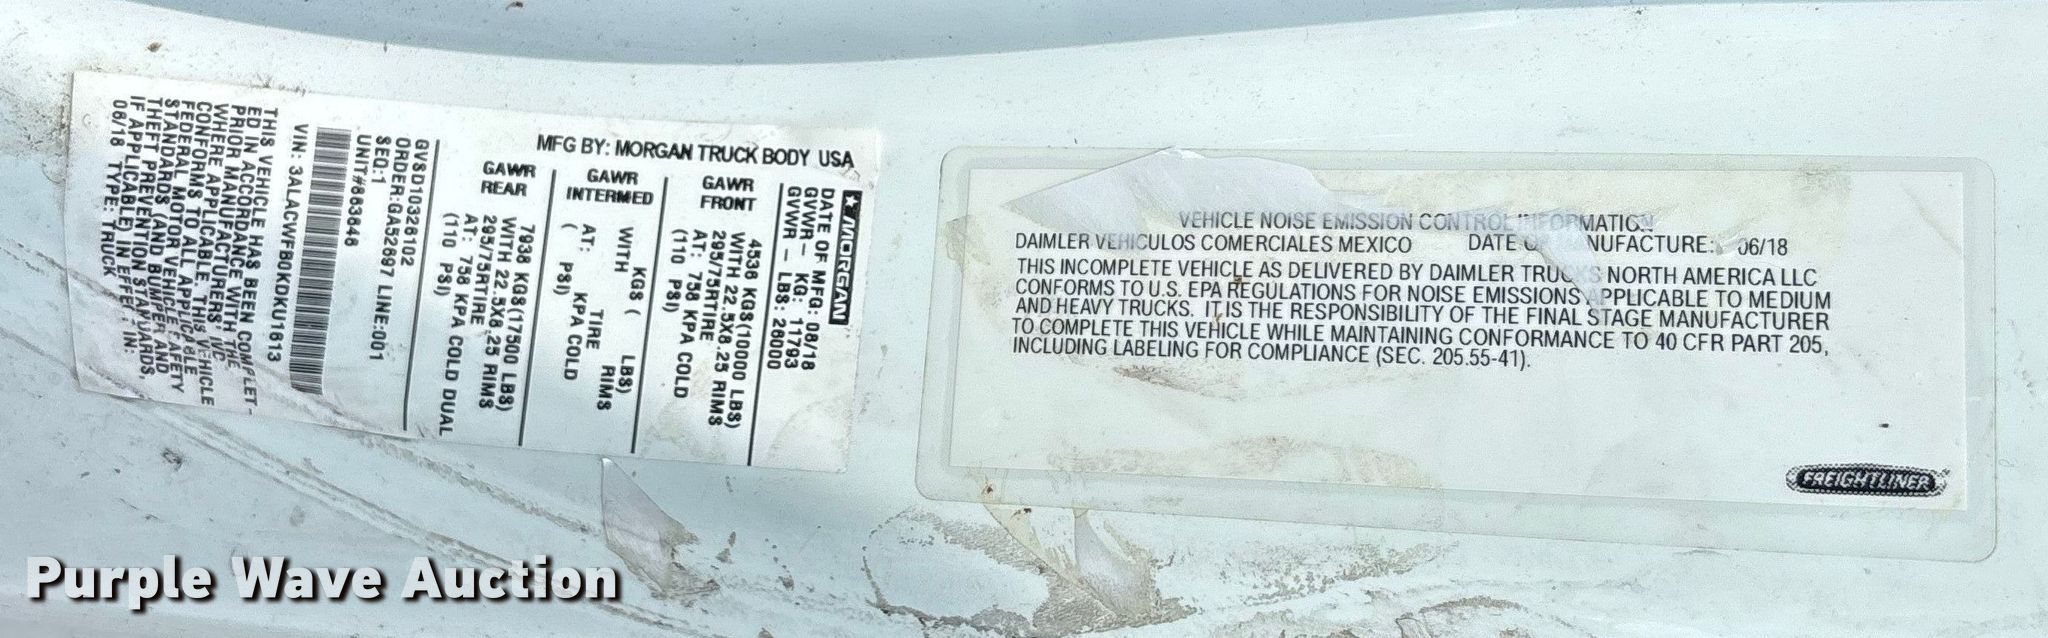 MFG BY: MORGAN TRUCK BODY USA
MORGAN
DATE OF MFG: 08/18
GVWR - KG: 11793
GVWR - LBS: 26000
GAWR
FRONT
4536 KGS(10000 LBS)
WITH 22.5X8.25 RIMS
295/75RTIRE
AT: 758 KPA COLD
(110 PSI)
GAWR
INTERMED
KGS ( LBS)
WITH TIRE RIMS
AT: KPA COLD
( PSI)
GAWR
REAR
7938 KGS(17500 LBS)
WITH 22.5X8.25 RIMS
295/75RTIRE
AT: 758 KPA COLD DUAL
(110 PSI)
GVSD10326102
ORDER:GA52697 LINE:001
SEQ:1
UNIT#663646
VIN: 3ALACWFB0KDKU1613
THIS VEHICLE HAS BEEN COMPLET-
ED IN ACCORDANCE WITH THE
PRIOR MANUFACTURERS' IVC
WHERE APPLICABLE. THIS VEHICLE
CONFORMS TO ALL APPLICABLE
FEDERAL MOTOR VEHICLE SAFETY
STANDARDS (AND BUMPER AND
THEFT PREVENTION STANDARDS,
IF APPLICABLE) IN EFFECT IN:
06/18 TYPE: TRUCK
VEHICLE NOISE EMISSION CONTROL INFORMATION
DAIMLER VEHICULOS COMERCIALES MEXICO DATE OF MANUFACTURE: 06/18
THIS INCOMPLETE VEHICLE AS DELIVERED BY DAIMLER TRUCKS NORTH AMERICA LLC
CONFORMS TO U.S. EPA REGULATIONS FOR NOISE EMISSIONS APPLICABLE TO MEDIUM
AND HEAVY TRUCKS. IT IS THE RESPONSIBILITY OF THE FINAL STAGE MANUFACTURER
TO COMPLETE THIS VEHICLE WHILE MAINTAINING CONFORMANCE TO 40 CFR PART 205,
INCLUDING LABELING FOR COMPLIANCE (SEC. 205.55-41).
FREIGHTLINER
Purple Wave Auction